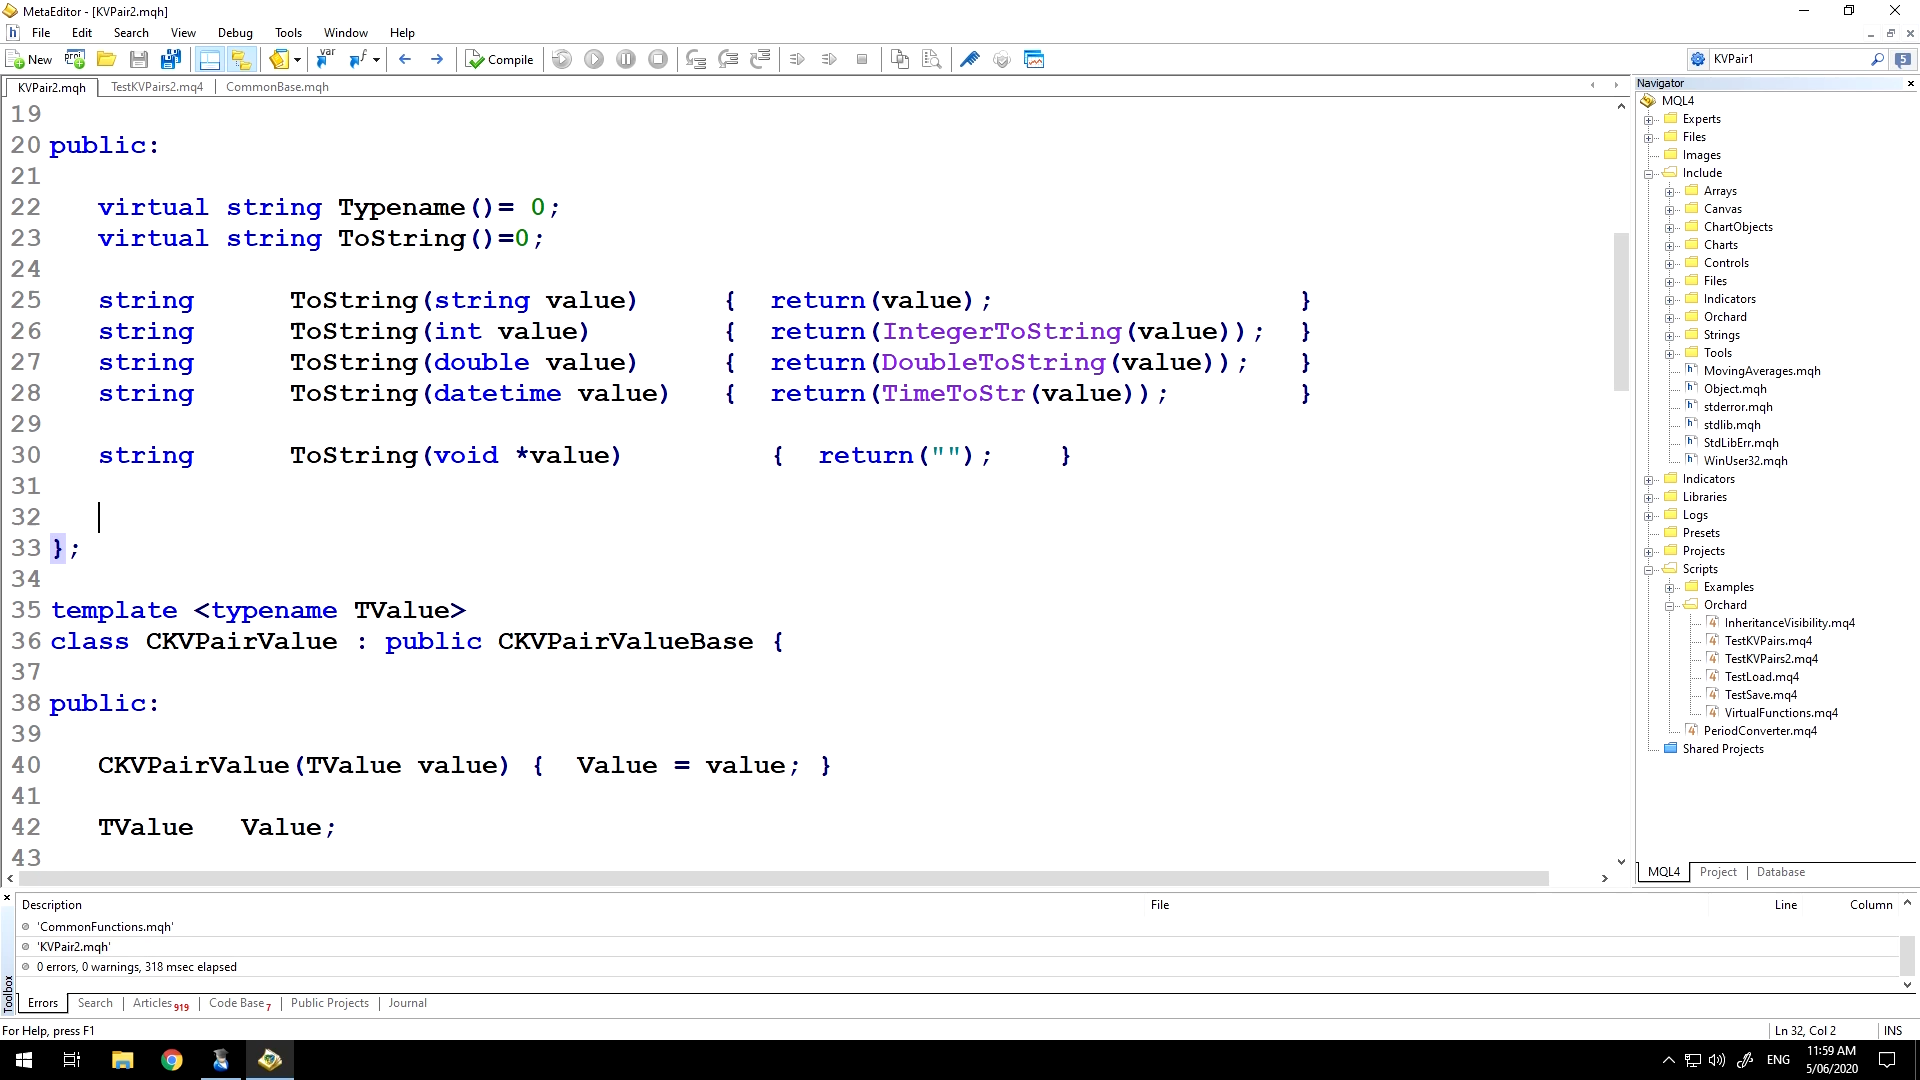 MetaEditor - [KVPair2.mqh]
File Edit Search View Debug Tools Window Help
New Compile KVPair1 5
KVPair2.mqh TestKVPairs2.mq4 CommonBase.mqh
19
20 public:
21
22 virtual string Typename()= 0;
23 virtual string ToString()=0;
24
25 string ToString(string value) { return(value); }
26 string ToString(int value) { return(IntegerToString(value)); }
27 string ToString(double value) { return(DoubleToString(value)); }
28 string ToString(datetime value) { return(TimeToStr(value)); }
29
30 string ToString(void *value) { return(""); }
31
32
33 };
34
35 template <typename TValue>
36 class CKVPairValue : public CKVPairValueBase {
37
38 public:
39
40 CKVPairValue(TValue value) { Value = value; }
41
42 TValue Value;
43
Navigator
MQL4
Experts
Files
Images
Include
Arrays
Canvas
ChartObjects
Charts
Controls
Files
Indicators
Orchard
Strings
Tools
MovingAverages.mqh
Object.mqh
stderror.mqh
stdlib.mqh
StdLibErr.mqh
WinUser32.mqh
Indicators
Libraries
Logs
Presets
Projects
Scripts
Examples
Orchard
InheritanceVisibility.mq4
TestKVPairs.mq4
TestKVPairs2.mq4
TestLoad.mq4
TestSave.mq4
VirtualFunctions.mq4
PeriodConverter.mq4
Shared Projects
MQL4 Project Database
Description File Line Column
'CommonFunctions.mqh'
'KVPair2.mqh'
0 errors, 0 warnings, 318 msec elapsed
Toolbox
Errors Search Articles 919 Code Base 7 Public Projects Journal
For Help, press F1 Ln 32, Col 2 INS
ENG 11:59 AM
5/06/2020